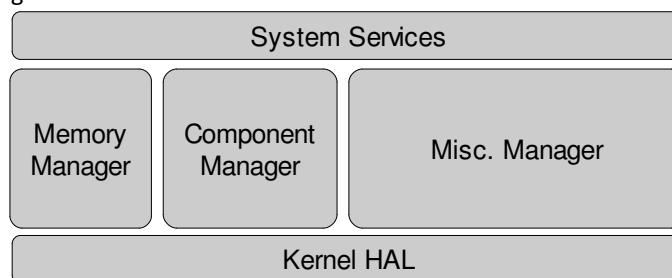 System Services
Memory
Manager
Component
Manager
Misc. Manager
Kernel HAL